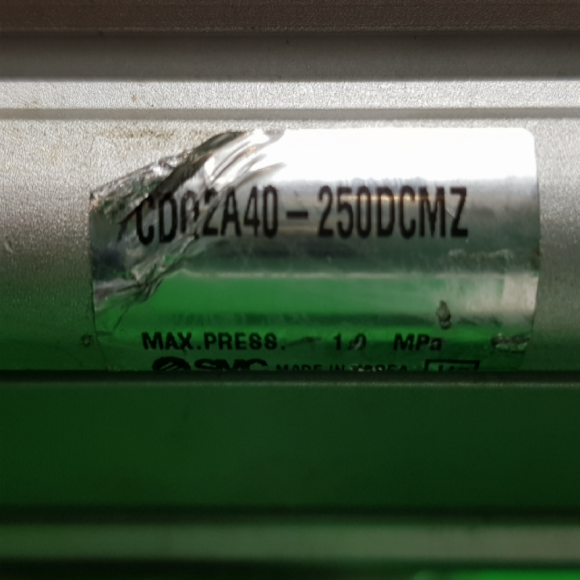 CDQ2A40-250DCMZ
MAX.PRESS. 1.0 MPa
SMC MADE IN KOREA